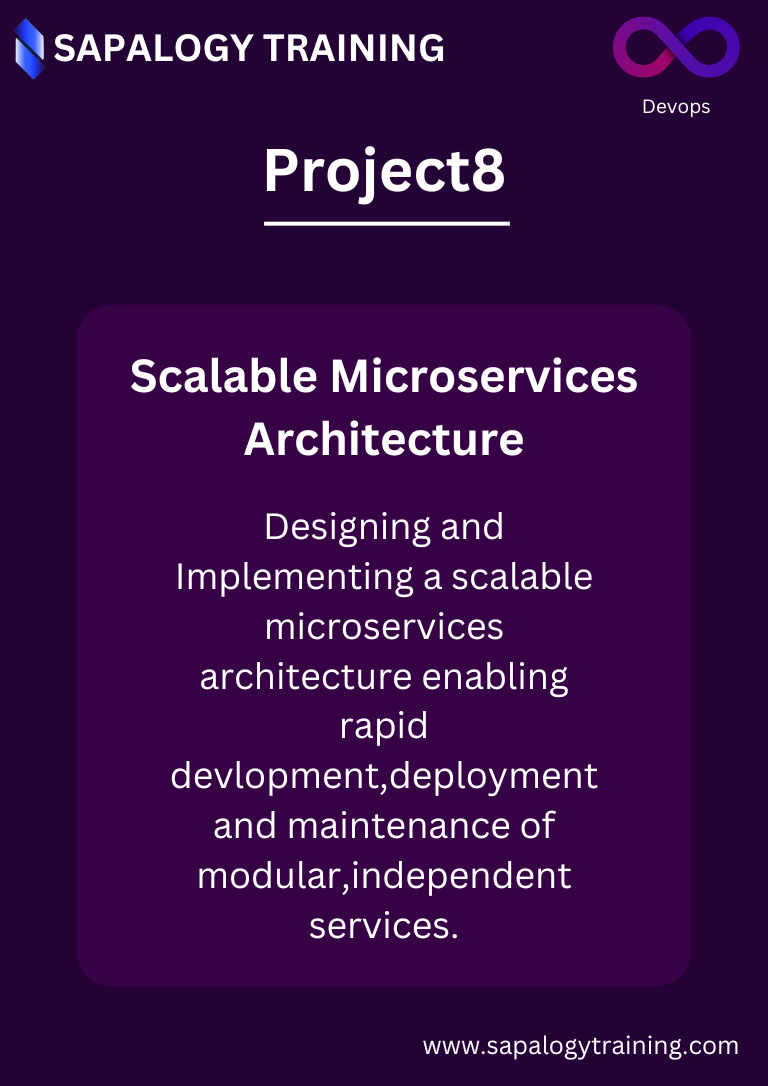 SAPALOGY TRAINING
Devops
Project8
Scalable Microservices
Architecture
Designing and
Implementing a scalable
microservices
architecture enabling
rapid
devlopment,deployment
and maintenance of
modular,independent
services.
www.sapalogytraining.com